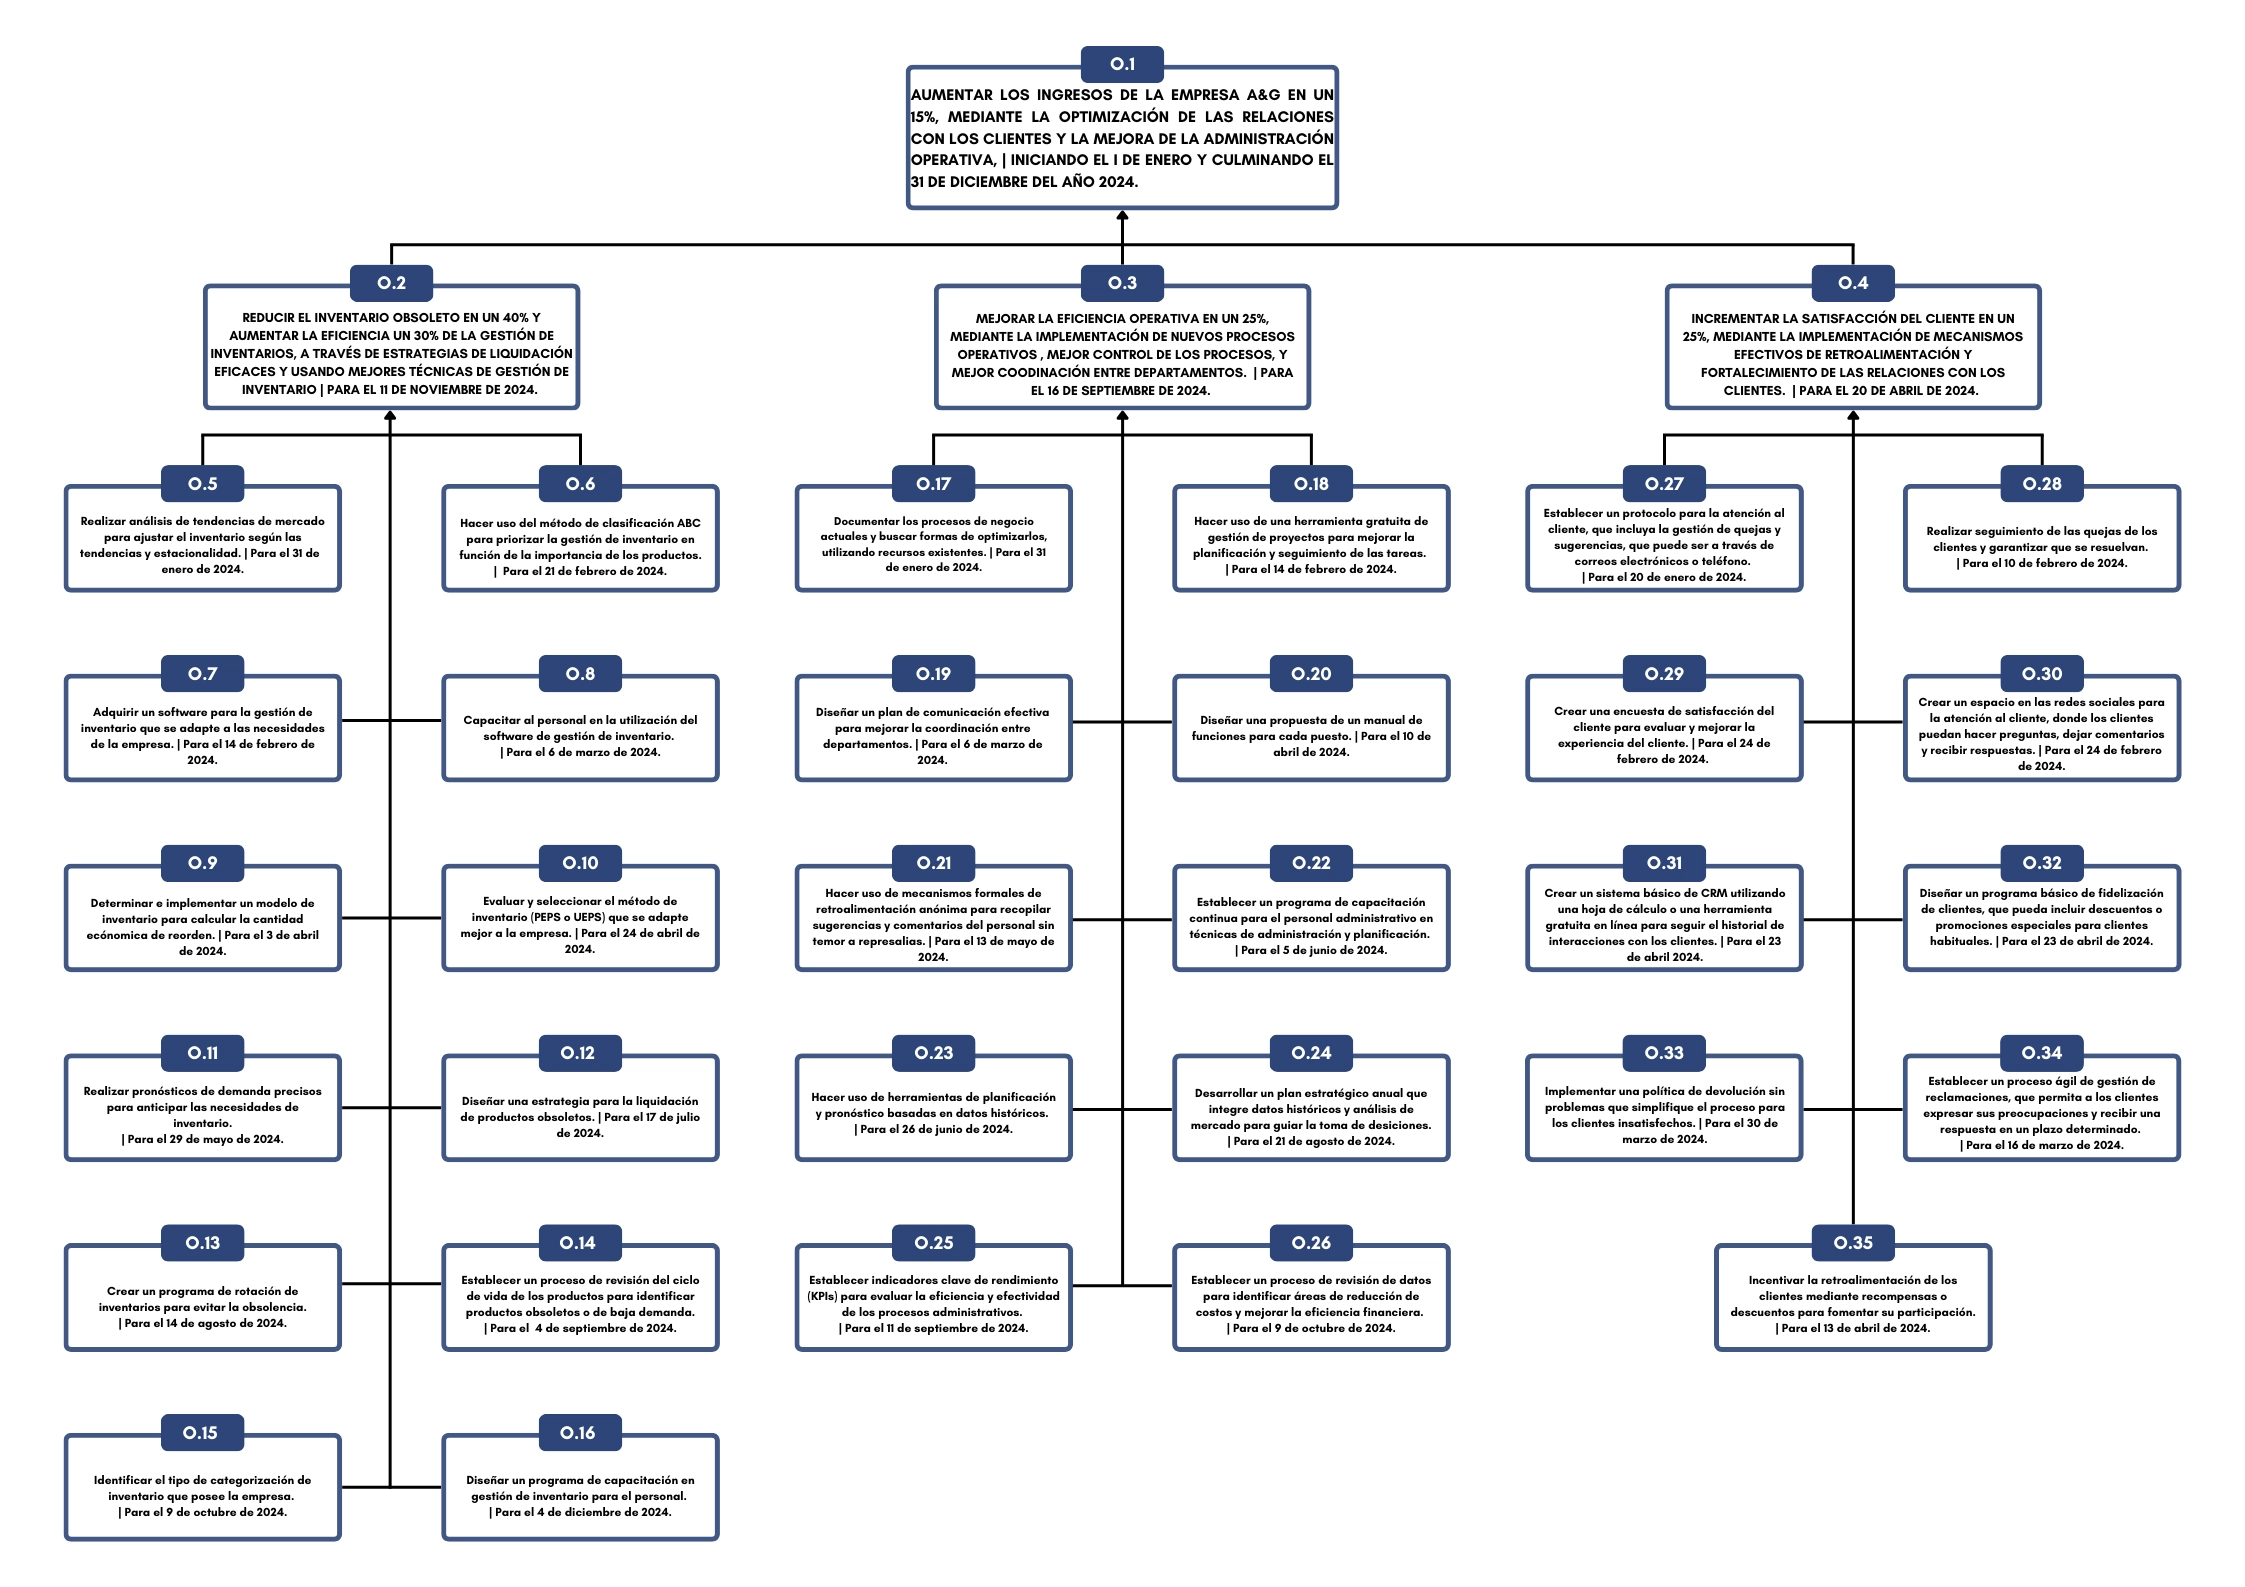 O.1
AUMENTAR LOS INGRESOS DE LA EMPRESA A&G EN UN
15%, MEDIANTE LA OPTIMIZACIÓN DE LAS RELACIONES
CON LOS CLIENTES Y LA MEJORA DE LA ADMINISTRACIÓN
OPERATIVA, | INICIANDO EL I DE ENERO Y CULMINANDO EL
31 DE DICIEMBRE DEL AÑO 2024.
O.2
REDUCIR EL INVENTARIO OBSOLETO EN UN 40% Y
AUMENTAR LA EFICIENCIA UN 30% DE LA GESTIÓN DE
INVENTARIOS, A TRAVÉS DE ESTRATEGIAS DE LIQUIDACIÓN
EFICACES Y USANDO MEJORES TÉCNICAS DE GESTIÓN DE
INVENTARIO | PARA EL 11 DE NOVIEMBRE DE 2024.
O.3
MEJORAR LA EFICIENCIA OPERATIVA EN UN 25%,
MEDIANTE LA IMPLEMENTACIÓN DE NUEVOS PROCESOS
OPERATIVOS , MEJOR CONTROL DE LOS PROCESOS, Y
MEJOR COODINACIÓN ENTRE DEPARTAMENTOS. | PARA
EL 16 DE SEPTIEMBRE DE 2024.
O.4
INCREMENTAR LA SATISFACCIÓN DEL CLIENTE EN UN
25%, MEDIANTE LA IMPLEMENTACIÓN DE MECANISMOS
EFECTIVOS DE RETROALIMENTACIÓN Y
FORTALECIMIENTO DE LAS RELACIONES CON LOS
CLIENTES. | PARA EL 20 DE ABRIL DE 2024.
O.5
Realizar análisis de tendencias de mercado
para ajustar el inventario según las
tendencias y estacionalidad. | Para el 31 de
enero de 2024.
O.6
Hacer uso del método de clasificación ABC
para priorizar la gestión de inventario en
función de la importancia de los productos.
| Para el 21 de febrero de 2024.
O.17
Documentar los procesos de negocio
actuales y buscar formas de optimizarlos,
utilizando recursos existentes. | Para el 31
de enero de 2024.
O.18
Hacer uso de una herramienta gratuita de
gestión de proyectos para mejorar la
planificación y seguimiento de las tareas.
| Para el 14 de febrero de 2024.
O.27
Establecer un protocolo para la atención al
cliente, que incluya la gestión de quejas y
sugerencias, que puede ser a través de
correos electrónicos o teléfono.
| Para el 20 de enero de 2024.
O.28
Realizar seguimiento de las quejas de los
clientes y garantizar que se resuelvan.
| Para el 10 de febrero de 2024.
O.7
Adquirir un software para la gestión de
inventario que se adapte a las necesidades
de la empresa. | Para el 14 de febrero de
2024.
O.8
Capacitar al personal en la utilización del
software de gestión de inventario.
| Para el 6 de marzo de 2024.
O.19
Diseñar un plan de comunicación efectiva
para mejorar la coordinación entre
departamentos. | Para el 6 de marzo de
2024.
O.20
Diseñar una propuesta de un manual de
funciones para cada puesto. | Para el 10 de
abril de 2024.
O.29
Crear una encuesta de satisfacción del
cliente para evaluar y mejorar la
experiencia del cliente. | Para el 24 de
febrero de 2024.
O.30
Crear un espacio en las redes sociales para
la atención al cliente, donde los clientes
puedan hacer preguntas, dejar comentarios
y recibir respuestas. | Para el 24 de febrero
de 2024.
O.9
Determinar e implementar un modelo de
inventario para calcular la cantidad
ecónomica de reorden. | Para el 3 de abril
de 2024.
O.10
Evaluar y seleccionar el método de
inventario (PEPS o UEPS) que se adapte
mejor a la empresa. | Para el 24 de abril de
2024.
O.21
Hacer uso de mecanismos formales de
retroalimentación anónima para recopilar
sugerencias y comentarios del personal sin
temor a represalias. | Para el 13 de mayo de
2024.
O.22
Establecer un programa de capacitación
continua para el personal administrativo en
técnicas de administración y planificación.
| Para el 5 de junio de 2024.
O.31
Crear un sistema básico de CRM utilizando
una hoja de cálculo o una herramienta
gratuita en línea para seguir el historial de
interacciones con los clientes. | Para el 23
de abril 2024.
O.32
Diseñar un programa básico de fidelización
de clientes, que pueda incluir descuentos o
promociones especiales para clientes
habituales. | Para el 23 de abril de 2024.
O.11
Realizar pronósticos de demanda precisos
para anticipar las necesidades de
inventario.
| Para el 29 de mayo de 2024.
O.12
Diseñar una estrategia para la liquidación
de productos obsoletos. | Para el 17 de julio
de 2024.
O.23
Hacer uso de herramientas de planificación
y pronóstico basadas en datos históricos.
| Para el 26 de junio de 2024.
O.24
Desarrollar un plan estratégico anual que
integre datos históricos y análisis de
mercado para guiar la toma de desiciones.
| Para el 21 de agosto de 2024.
O.33
Implementar una política de devolución sin
problemas que simplifique el proceso para
los clientes insatisfechos. | Para el 30 de
marzo de 2024.
O.34
Establecer un proceso ágil de gestión de
reclamaciones, que permita a los clientes
expresar sus preocupaciones y recibir una
respuesta en un plazo determinado.
| Para el 16 de marzo de 2024.
O.13
Crear un programa de rotación de
inventarios para evitar la obsolencia.
| Para el 14 de agosto de 2024.
O.14
Establecer un proceso de revisión del ciclo
de vida de los productos para identificar
productos obsoletos o de baja demanda.
| Para el 4 de septiembre de 2024.
O.25
Establecer indicadores clave de rendimiento
(KPIs) para evaluar la eficiencia y efectividad
de los procesos administrativos.
| Para el 11 de septiembre de 2024.
O.26
Establecer un proceso de revisión de datos
para identificar áreas de reducción de
costos y mejorar la eficiencia financiera.
| Para el 9 de octubre de 2024.
O.35
Incentivar la retroalimentación de los
clientes mediante recompensas o
descuentos para fomentar su participación.
| Para el 13 de abril de 2024.
O.15
Identificar el tipo de categorización de
inventario que posee la empresa.
| Para el 9 de octubre de 2024.
O.16
Diseñar un programa de capacitación en
gestión de inventario para el personal.
| Para el 4 de diciembre de 2024.